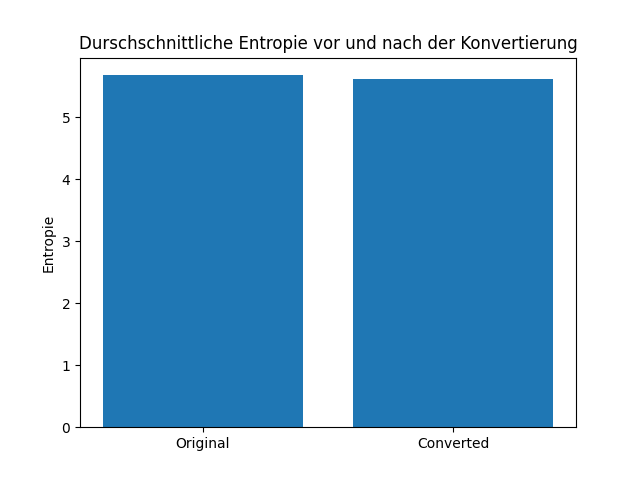 Durschschnittliche Entropie vor und nach der Konvertierung
5
4
3
2
1
0
Entropie
Original
Converted